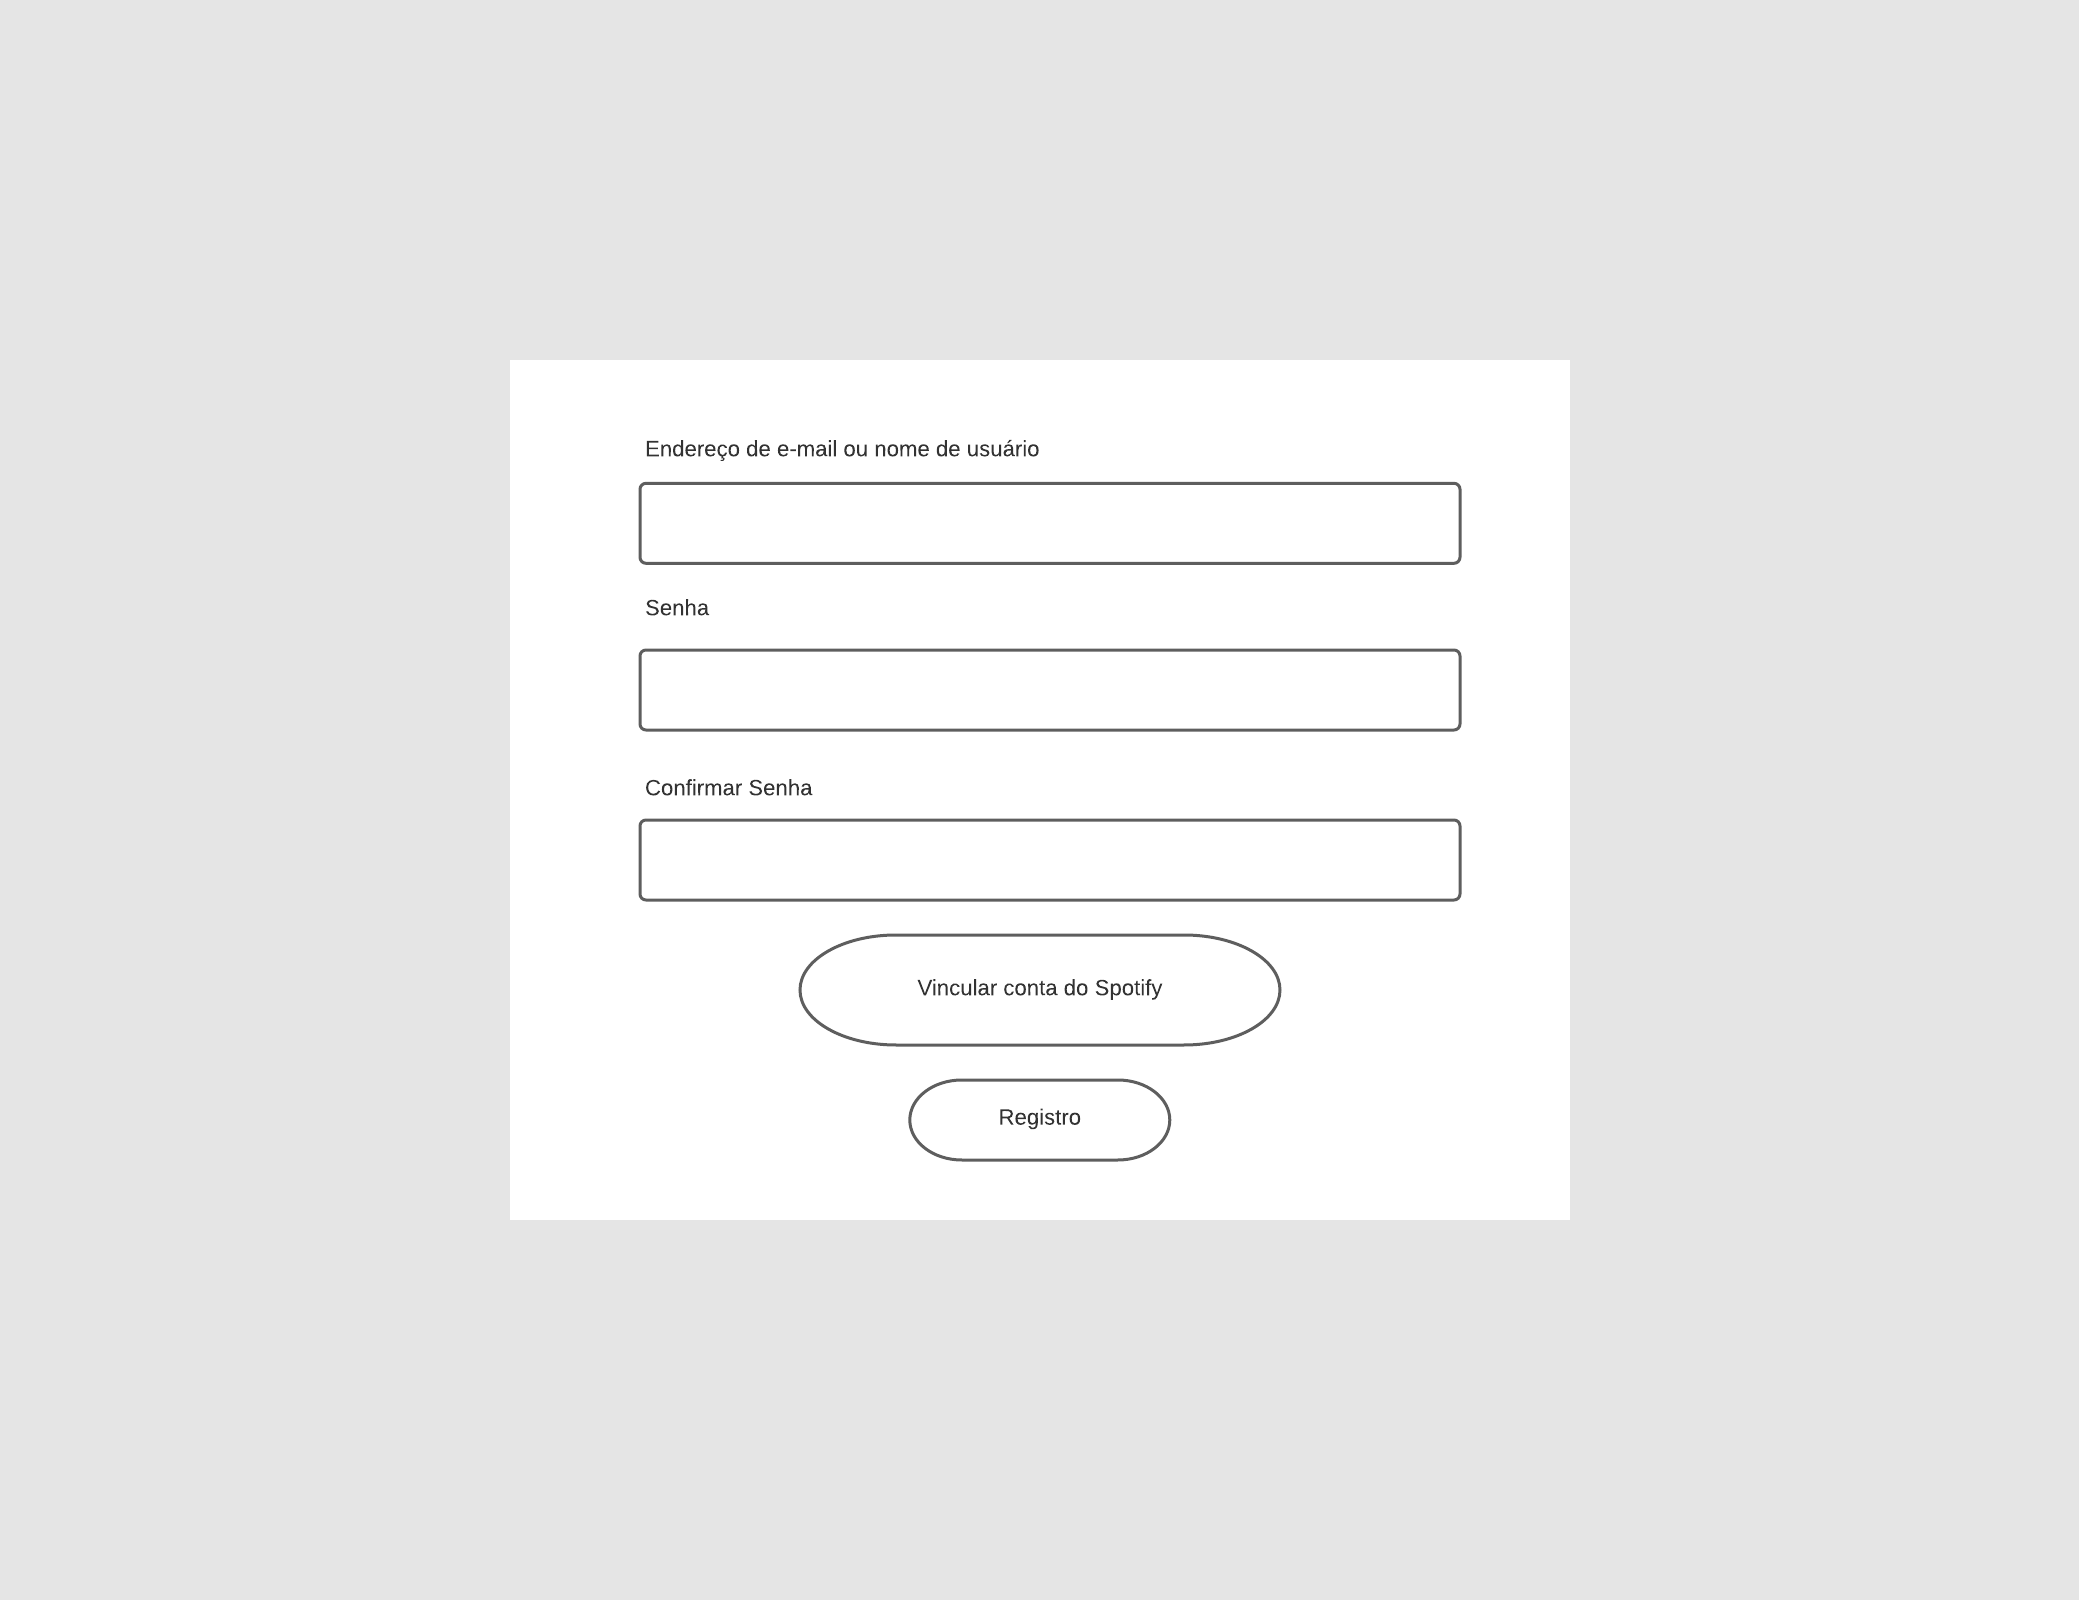 Endereço de e-mail ou nome de usuário
Senha
Confirmar Senha
Vincular conta do Spotify
Registro